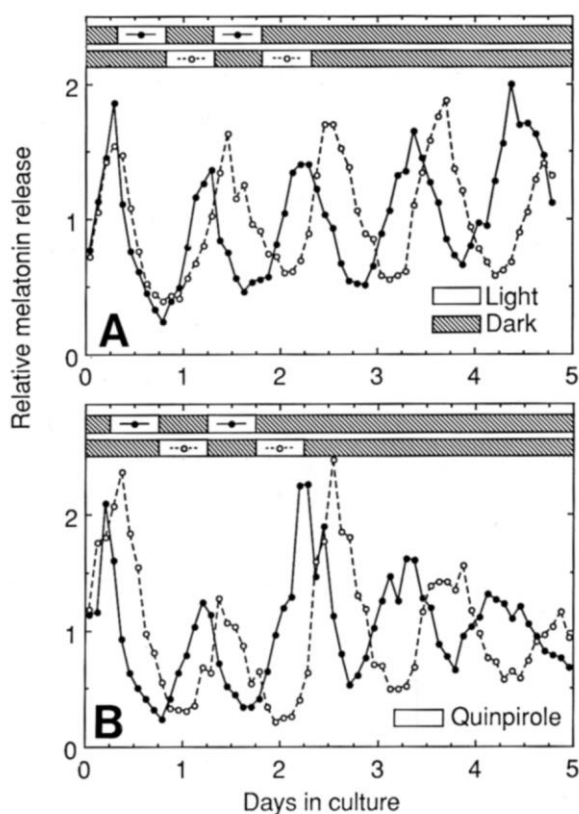 2
1
0
A
Light
Dark
0 1 2 3 4 5
Relative melatonin release
2
1
0
B
Quinpirole
0 1 2 3 4 5
Days in culture